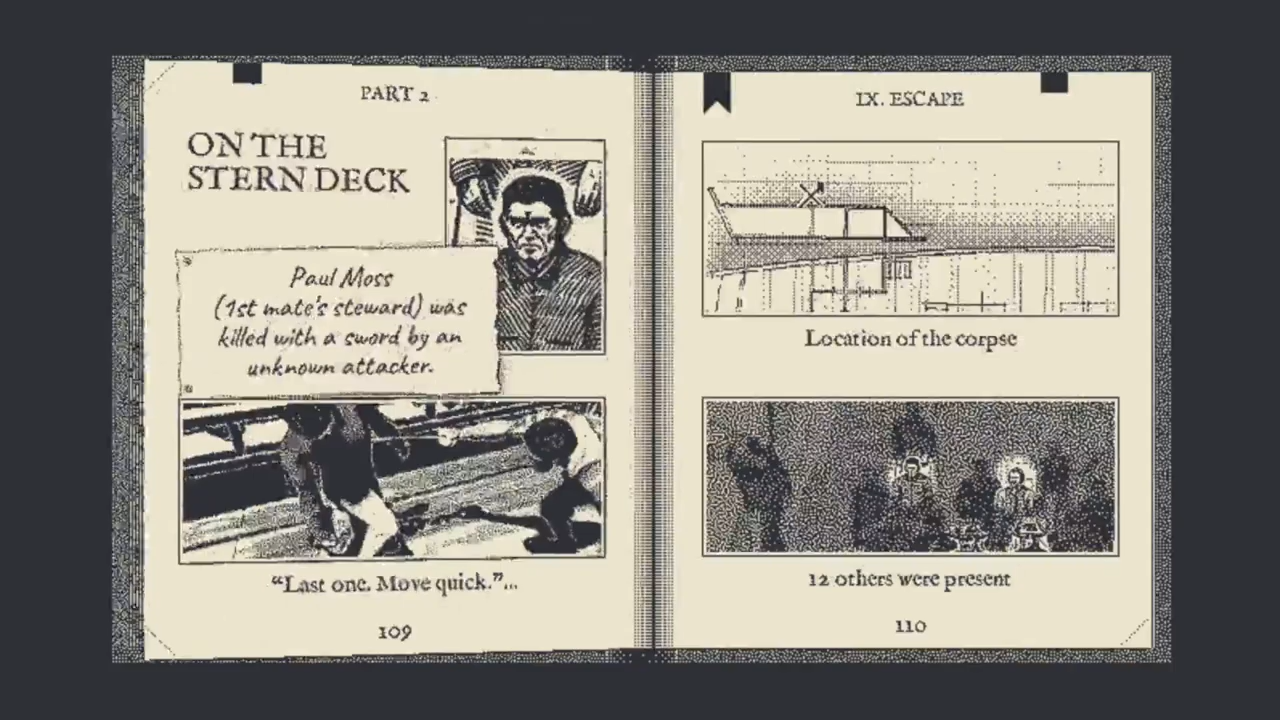 PART 2
ON THE
STERN DECK
Paul Moss
(1st mate's steward) was
killed with a sword by an
unknown attacker.
"Last one. Move quick."...
109
IX. ESCAPE
Location of the corpse
12 others were present
110